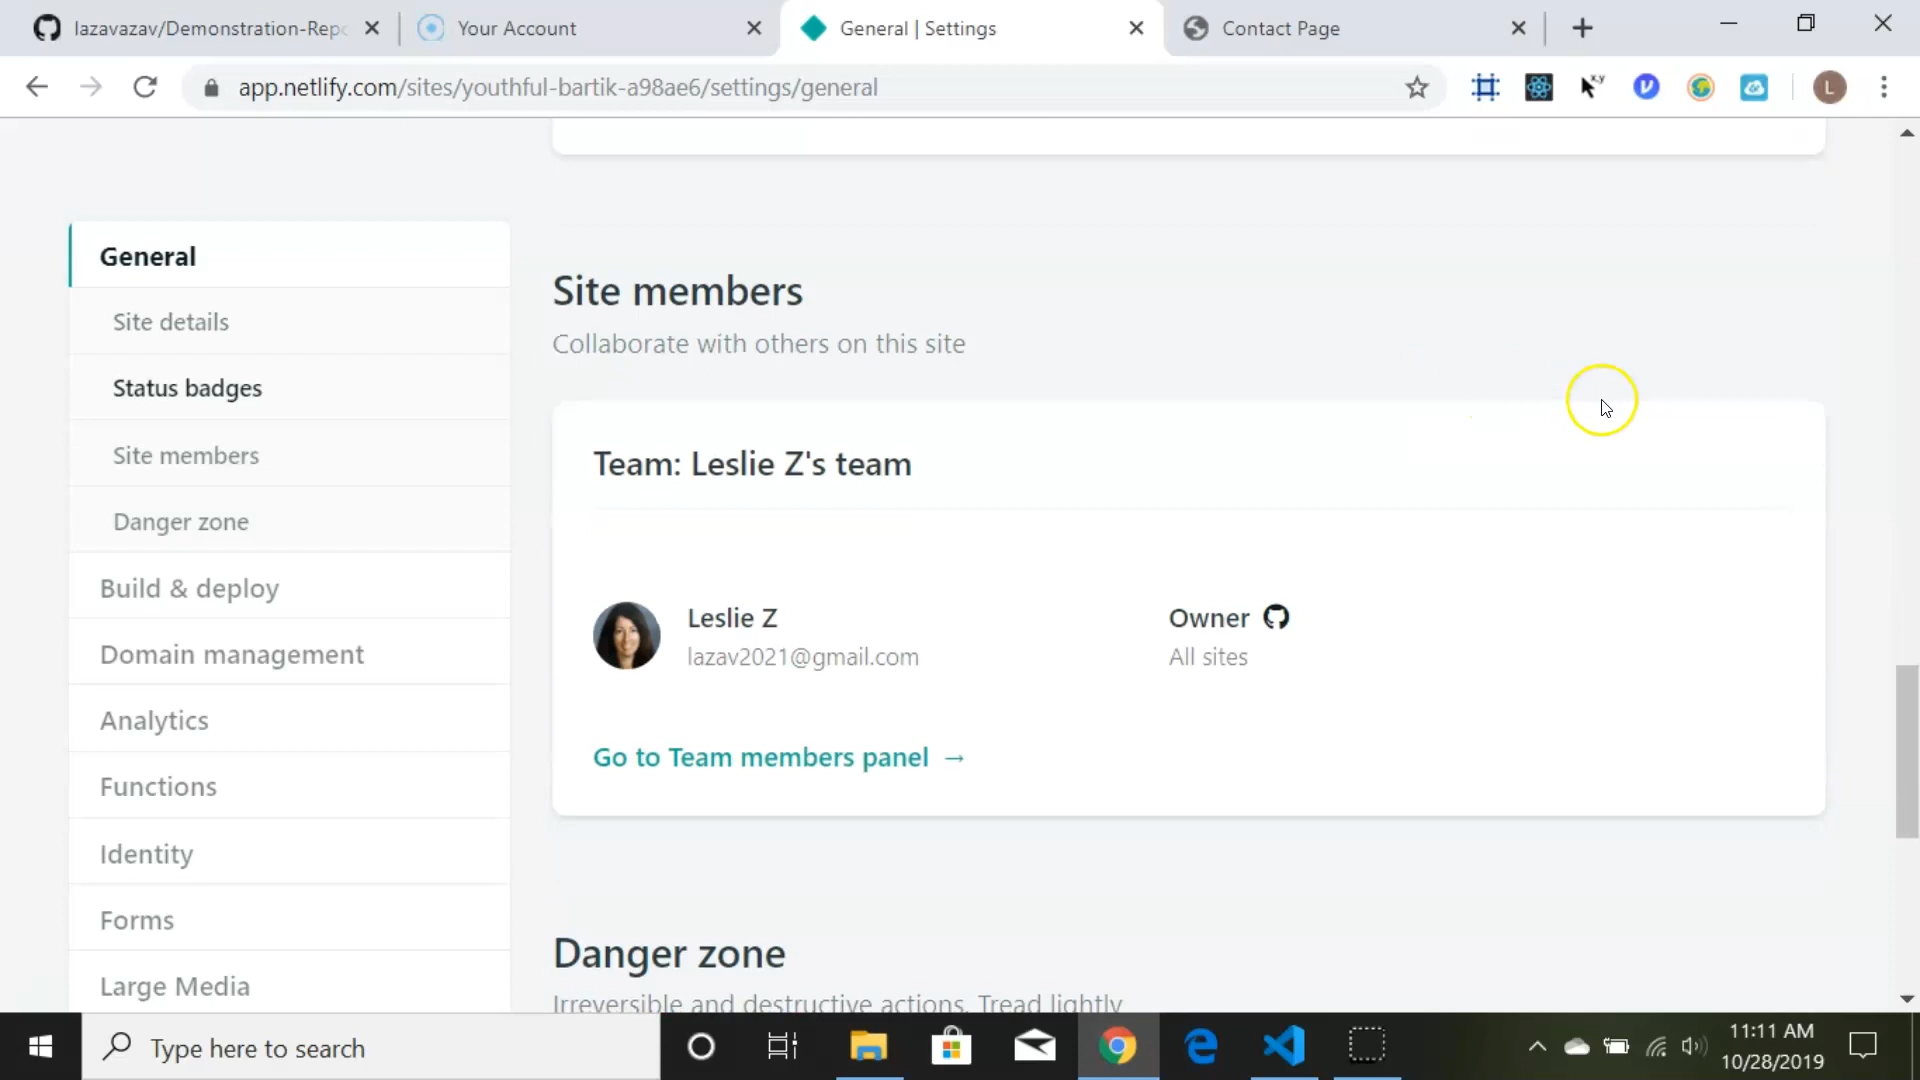 lazavazav/Demonstration-Repo
Your Account
General | Settings
Contact Page
app.netlify.com/sites/youthful-bartik-a98ae6/settings/general
L
General
Site details
Status badges
Site members
Danger zone
Build & deploy
Domain management
Analytics
Functions
Identity
Forms
Large Media
Site members
Collaborate with others on this site
Team: Leslie Z's team
Leslie Z
lazav2021@gmail.com
Owner
All sites
Go to Team members panel →
Danger zone
Irreversible and destructive actions. Tread lightly
Type here to search
11:11 AM
10/28/2019